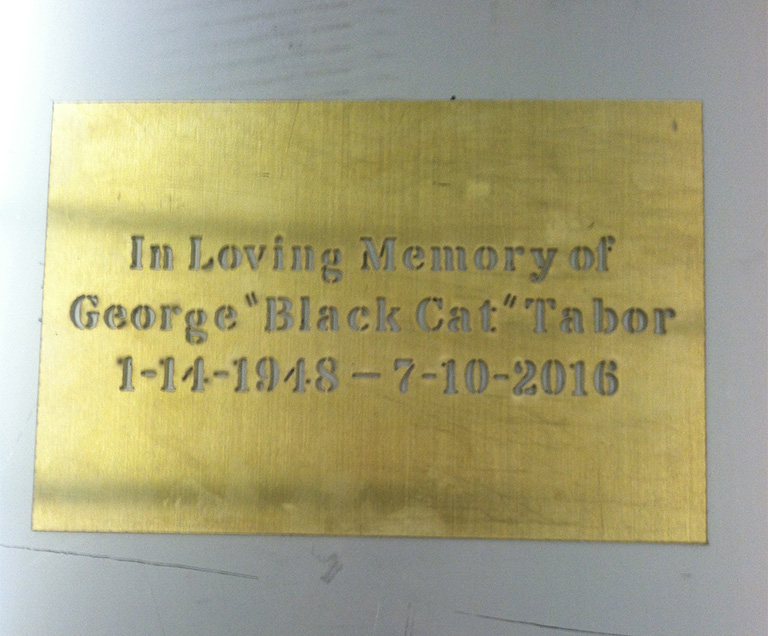 In Loving Memory of
George "Black Cat" Tabor
1-14-1948 – 7-10-2016